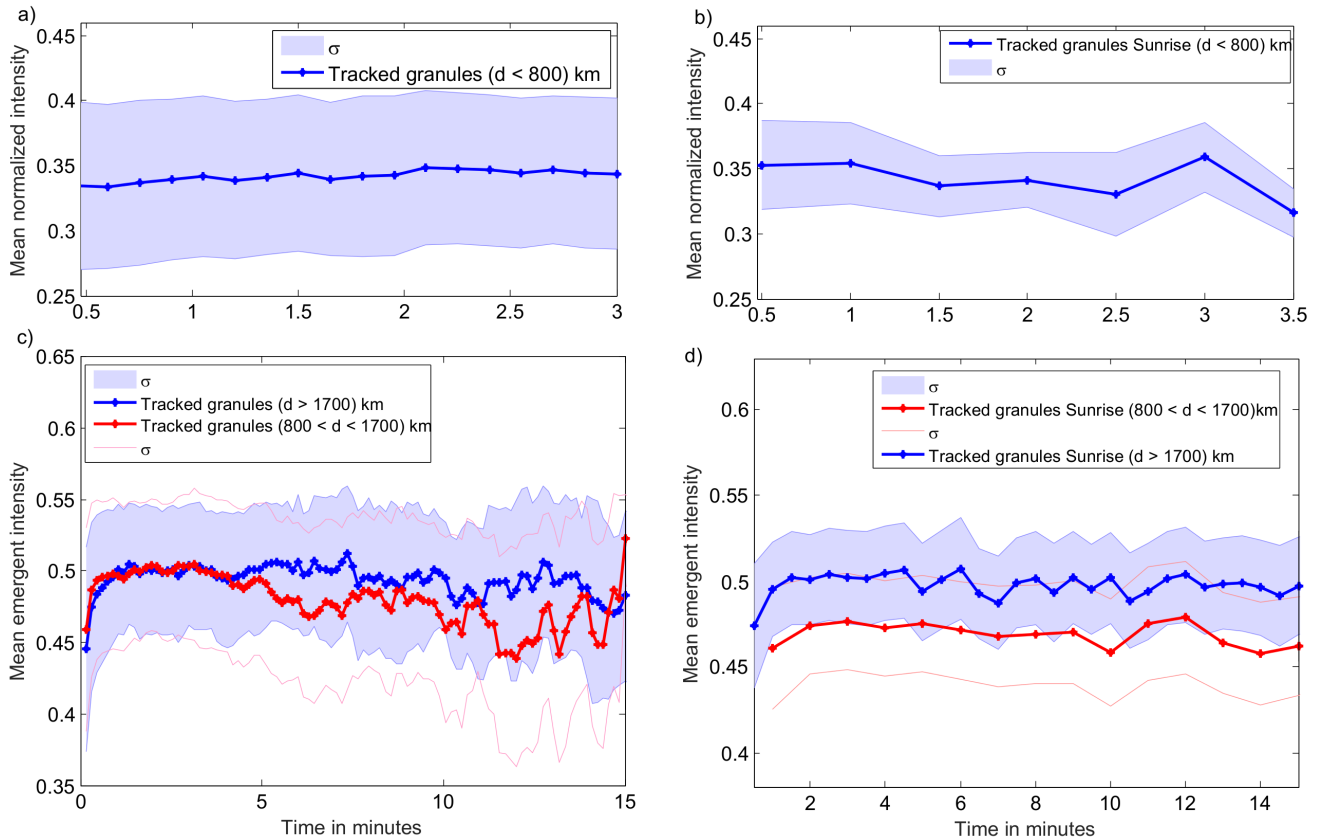 a)
0.45
0.4
0.35
0.3
0.25
Mean normalized intensity
σ
Tracked granules (d < 800) km
0.5
1
1.5
2
2.5
3
b)
0.45
0.4
0.35
0.3
0.25
Mean normalized intensity
Tracked granules Sunrise (d < 800) km
σ
0.5
1
1.5
2
2.5
3
3.5
c)
0.65
0.6
0.55
0.5
0.45
0.4
0.35
Mean emergent intensity
σ
Tracked granules (d > 1700) km
Tracked granules (800 < d < 1700) km
σ
0
5
10
15
Time in minutes
d)
0.6
0.55
0.5
0.45
0.4
Mean emergent intensity
σ
Tracked granules Sunrise (800 < d < 1700)km
σ
Tracked granules Sunrise (d > 1700) km
2
4
6
8
10
12
14
Time in minutes